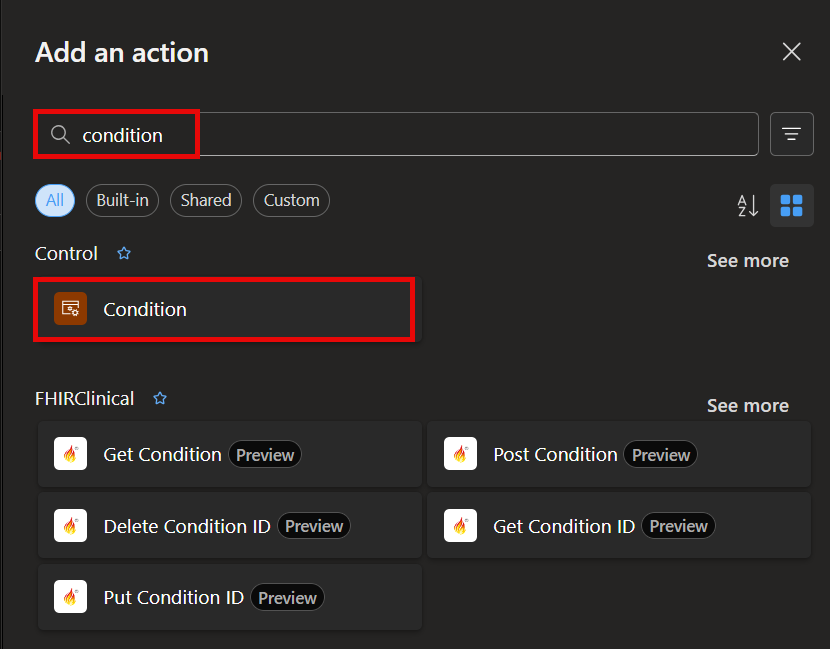 Add an action
condition
All Built-in Shared Custom
Control
See more
Condition
FHIRClinical
See more
Get Condition Preview
Post Condition Preview
Delete Condition ID Preview
Get Condition ID Preview
Put Condition ID Preview